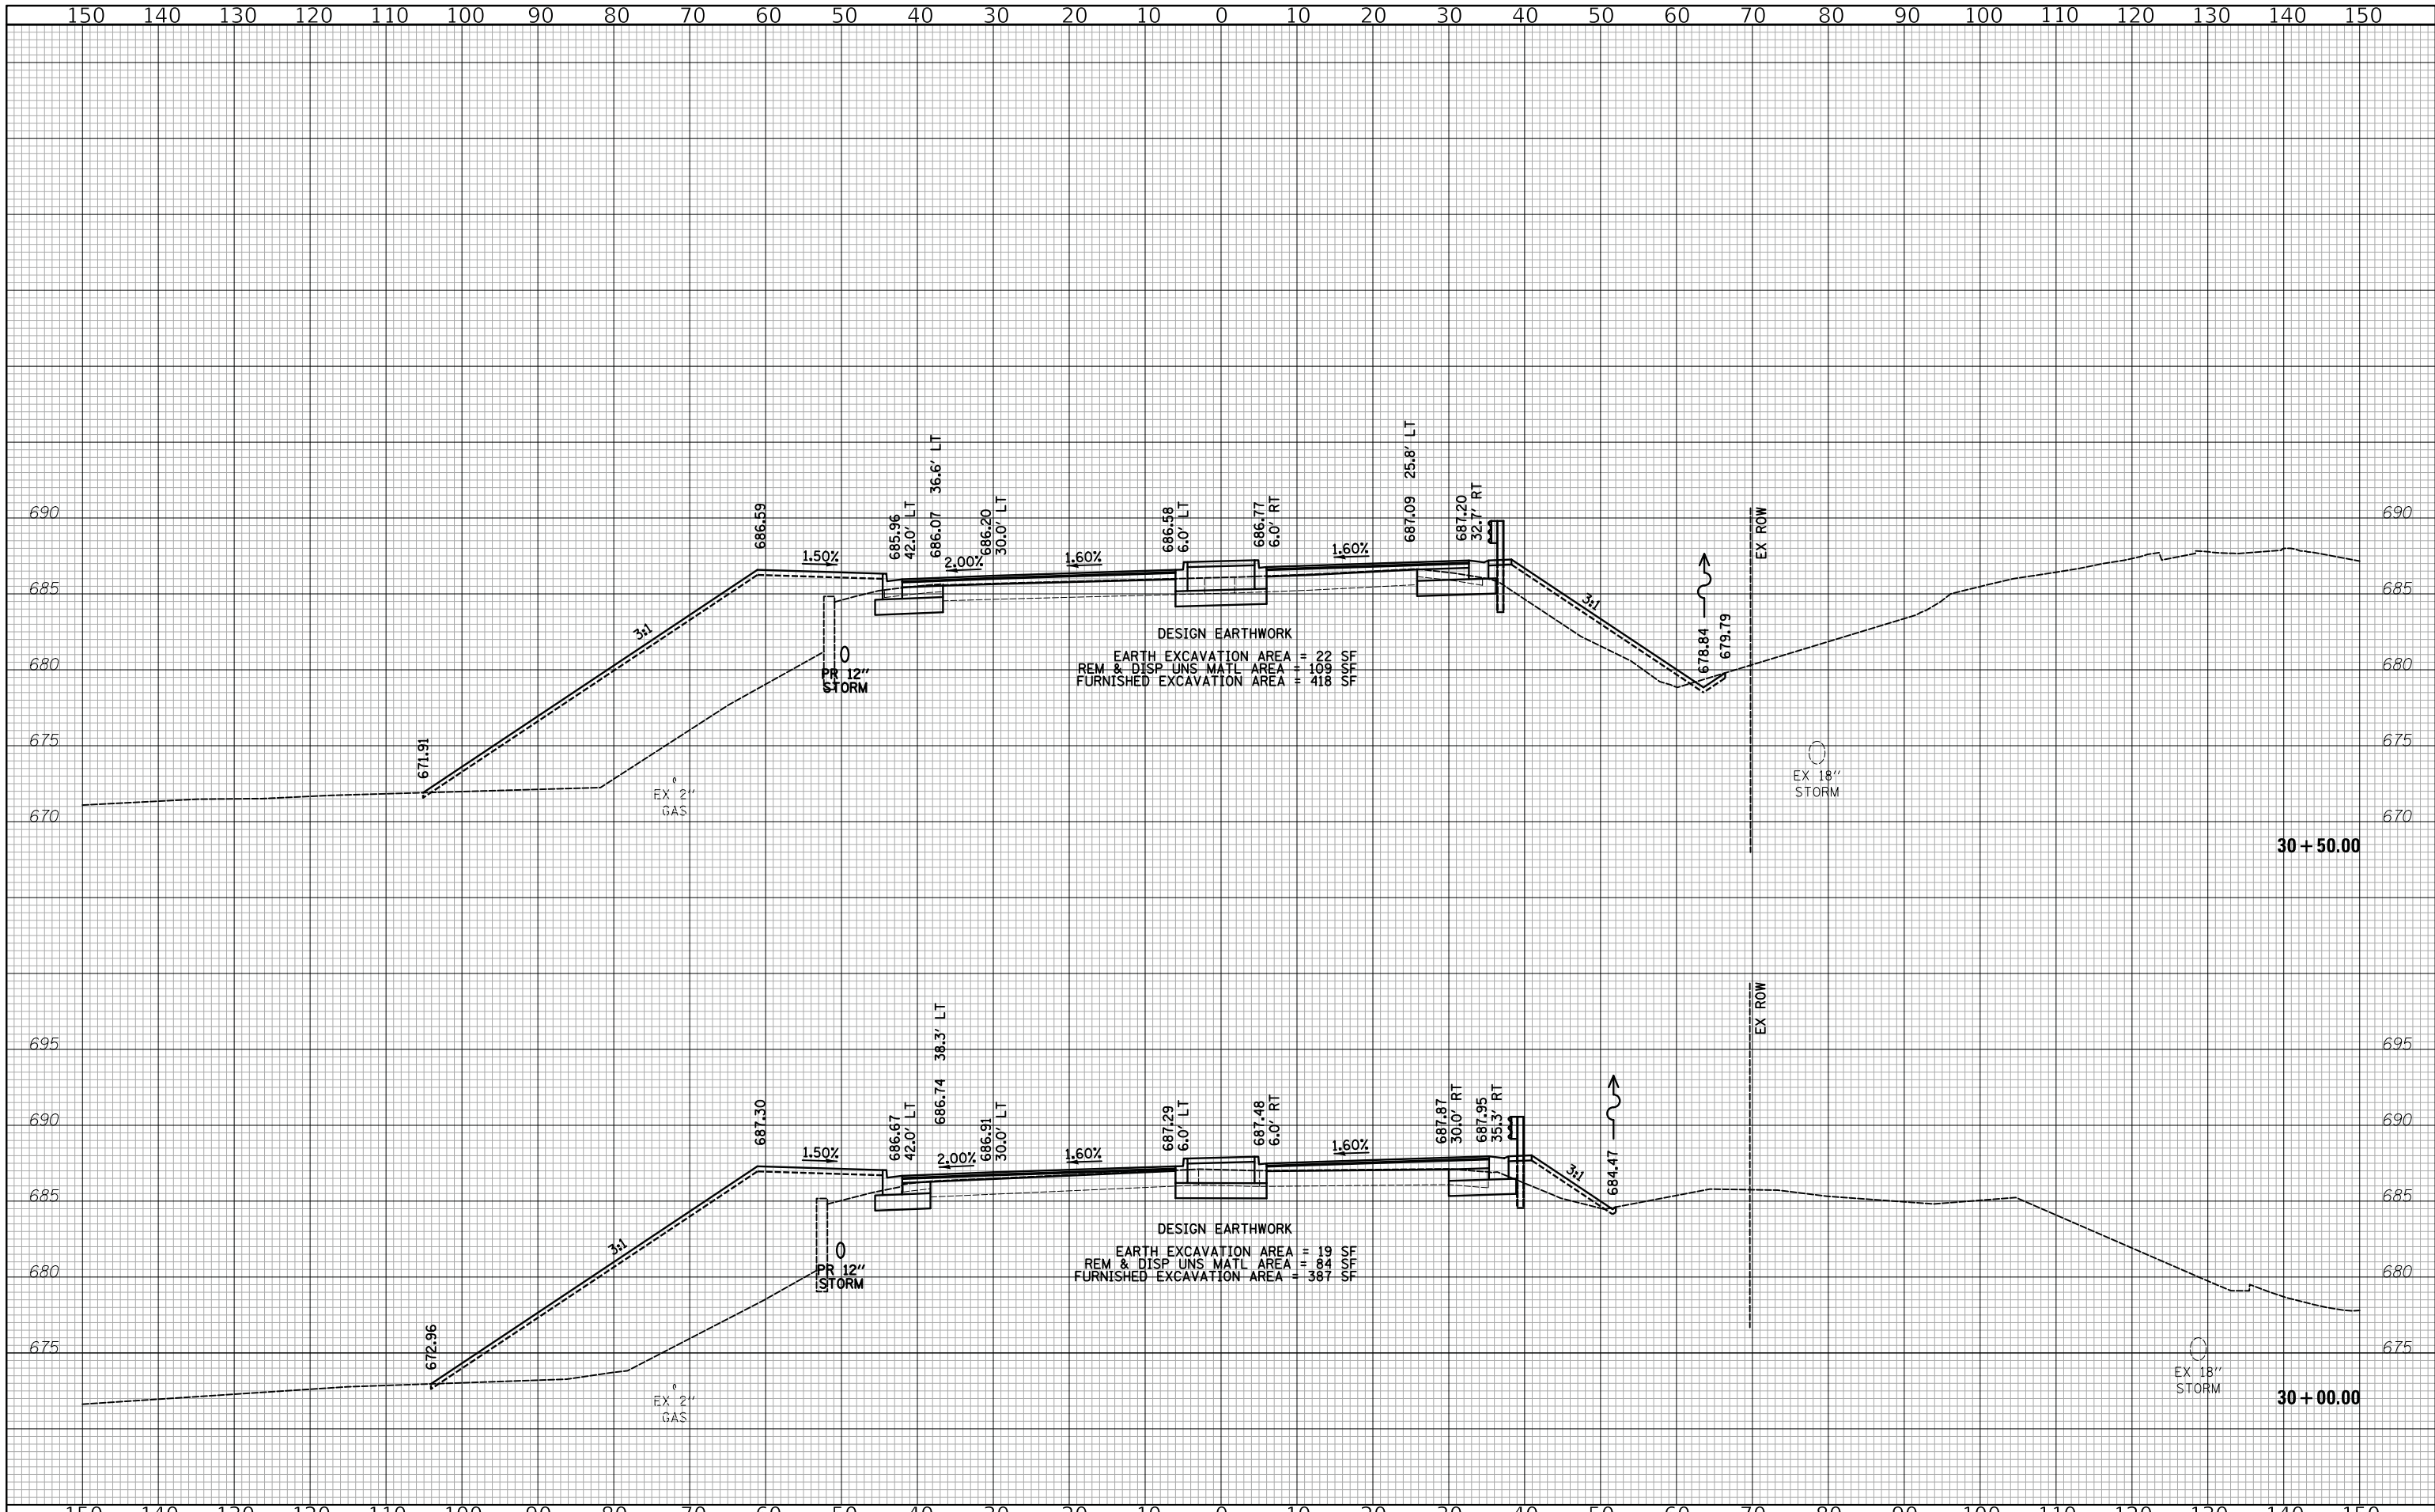 150 140 130 120 110 100 90 80 70 60 50 40 30 20 10 0 10 20 30 40 50 60 70 80 90 100 110 120 130 140 150
36.6' LT
25.8' LT
690
686.59
685.96
42.0' LT
686.07
686.20
30.0' LT
686.58
6.0' LT
686.77
6.0' RT
687.09
687.20
32.7' RT
EX ROW
690
1.50%
2.00%
1.60%
1.60%
685
3:1
3:1
685
DESIGN EARTHWORK
EARTH EXCAVATION AREA = 22 SF
REM & DISP UNS MATL AREA = 109 SF
FURNISHED EXCAVATION AREA = 418 SF
680
PR 12"
STORM
678.84
679.79
680
675
671.91
EX 2"
GAS
EX 18"
STORM
675
670
670
30+50.00
EX ROW
695
38.3' LT
695
690
687.30
686.67
42.0' LT
686.74
686.91
30.0' LT
687.29
6.0' LT
687.48
6.0' RT
687.87
30.0' RT
687.95
35.3' RT
690
1.50%
2.00%
1.60%
1.60%
685
3:1
3:1
684.47
685
DESIGN EARTHWORK
EARTH EXCAVATION AREA = 19 SF
REM & DISP UNS MATL AREA = 84 SF
FURNISHED EXCAVATION AREA = 387 SF
680
PR 12"
STORM
680
675
672.96
675
EX 2"
GAS
EX 18"
STORM
30+00.00
150 140 130 120 110 100 90 80 70 60 50 40 30 20 10 0 10 20 30 40 50 60 70 80 90 100 110 120 130 140 150